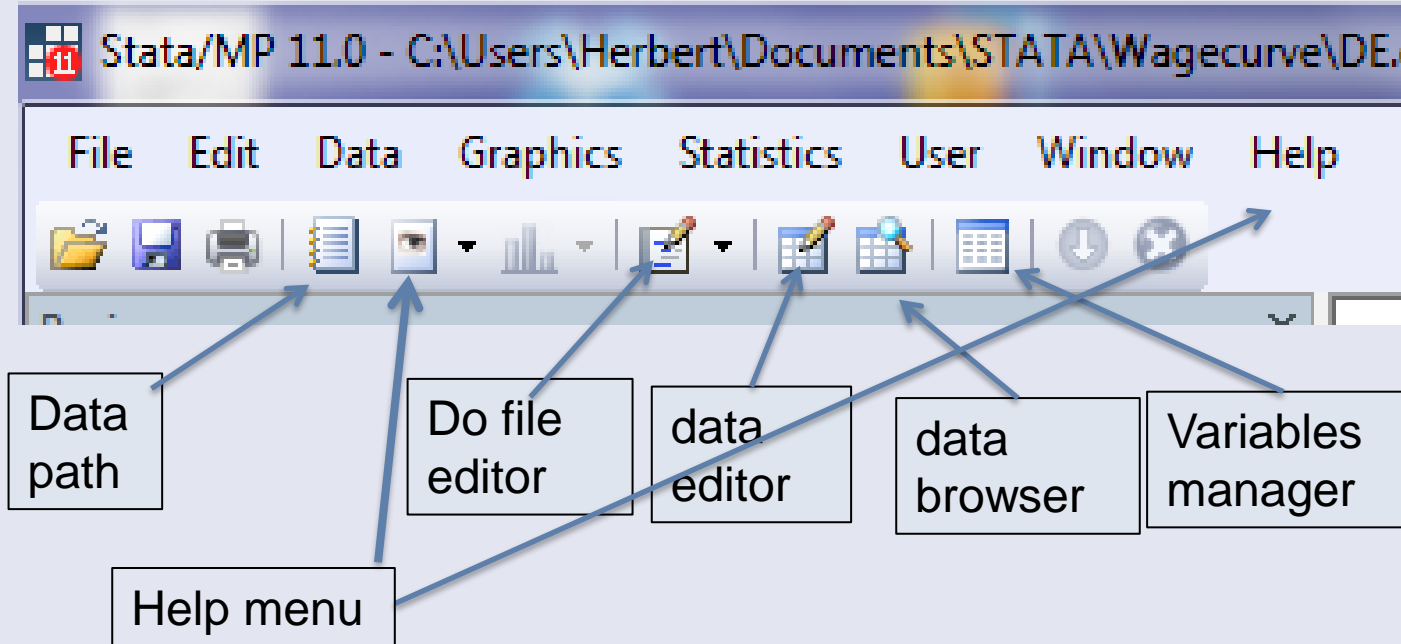 11 Stata/MP 11.0 - C:\Users\Herbert\Documents\STATA\Wagecurve\DE.
File Edit Data Graphics Statistics User Window Help
Data
path
Do file
editor
data
editor
data
browser
Variables
manager
Help menu